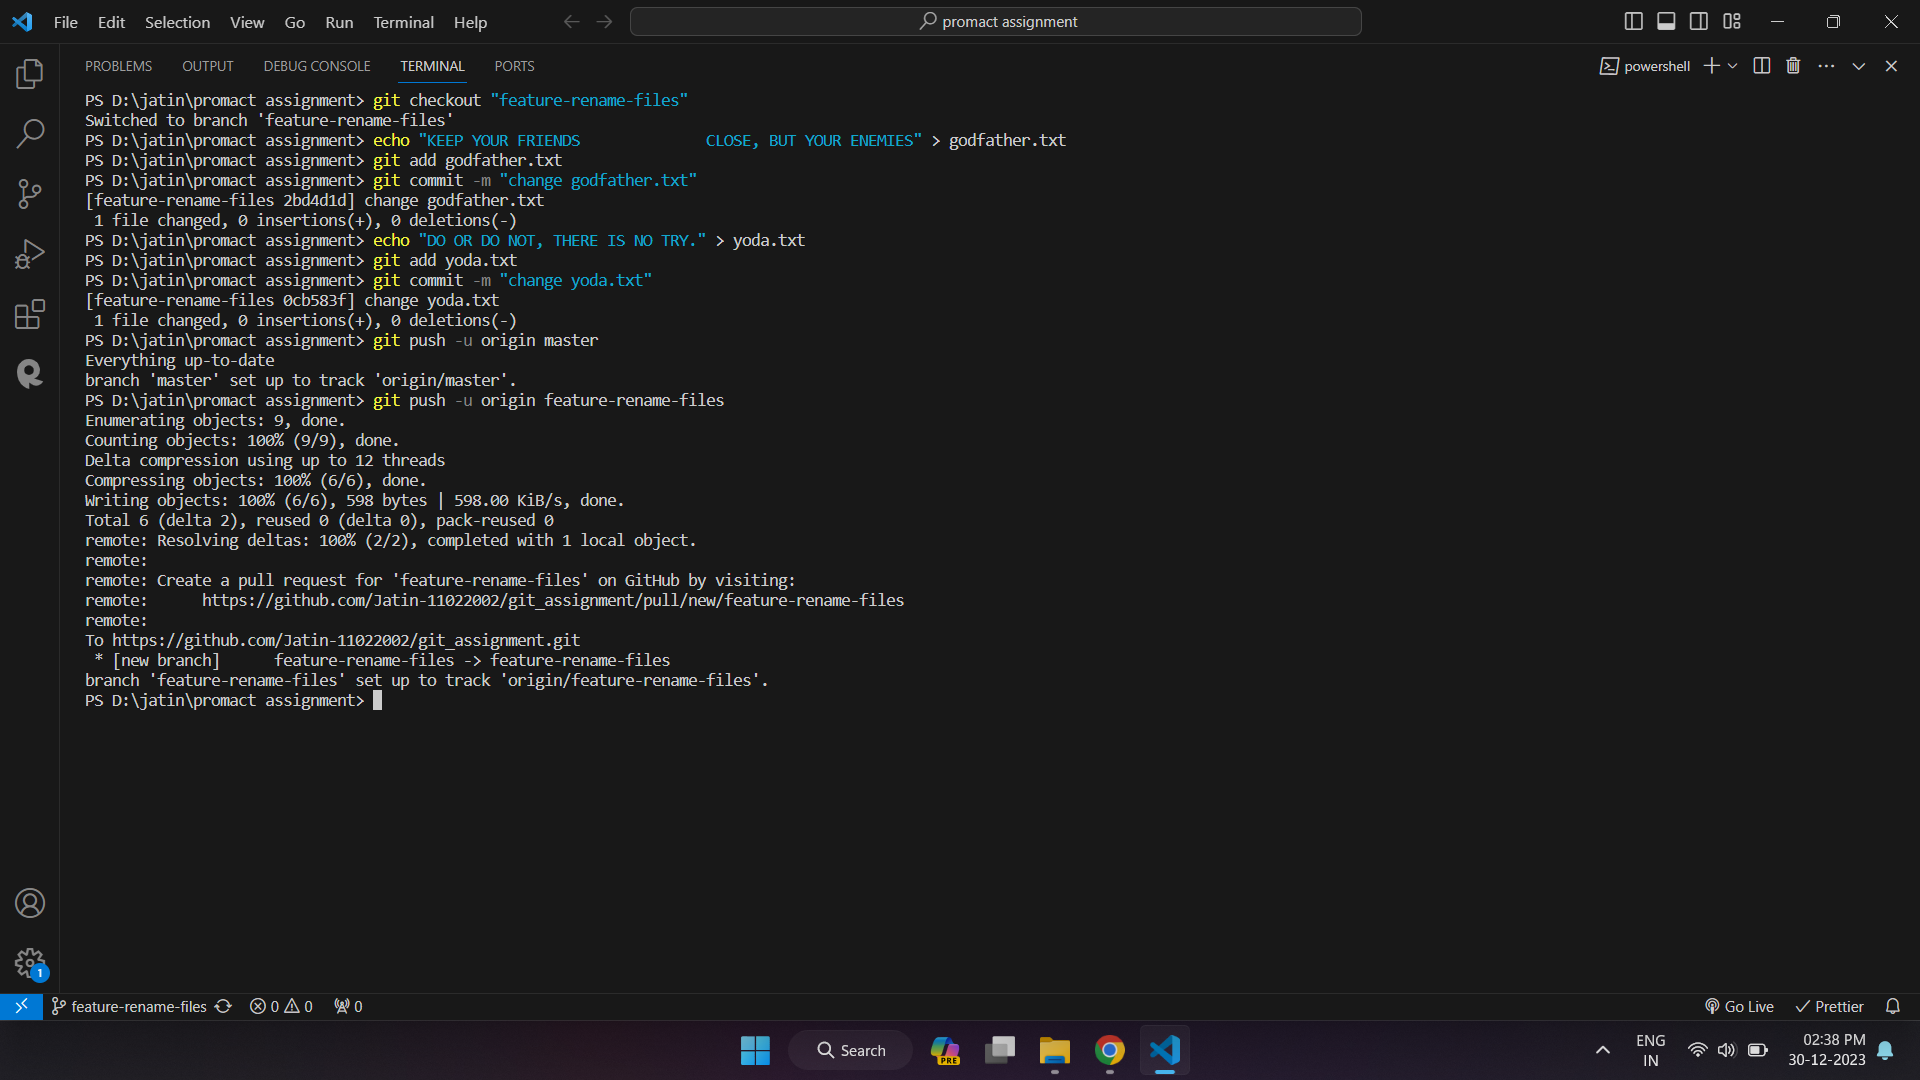 File Edit Selection View Go Run Terminal Help
promact assignment
PROBLEMS OUTPUT DEBUG CONSOLE TERMINAL PORTS
powershell
PS D:\jatin\promact assignment> git checkout "feature-rename-files"
Switched to branch 'feature-rename-files'
PS D:\jatin\promact assignment> echo "KEEP YOUR FRIENDS              CLOSE, BUT YOUR ENEMIES" > godfather.txt
PS D:\jatin\promact assignment> git add godfather.txt
PS D:\jatin\promact assignment> git commit -m "change godfather.txt"
[feature-rename-files 2bd4d1d] change godfather.txt
 1 file changed, 0 insertions(+), 0 deletions(-)
PS D:\jatin\promact assignment> echo "DO OR DO NOT, THERE IS NO TRY." > yoda.txt
PS D:\jatin\promact assignment> git add yoda.txt
PS D:\jatin\promact assignment> git commit -m "change yoda.txt"
[feature-rename-files 0cb583f] change yoda.txt
 1 file changed, 0 insertions(+), 0 deletions(-)
PS D:\jatin\promact assignment> git push -u origin master
Everything up-to-date
branch 'master' set up to track 'origin/master'.
PS D:\jatin\promact assignment> git push -u origin feature-rename-files
Enumerating objects: 9, done.
Counting objects: 100% (9/9), done.
Delta compression using up to 12 threads
Compressing objects: 100% (6/6), done.
Writing objects: 100% (6/6), 598 bytes | 598.00 KiB/s, done.
Total 6 (delta 2), reused 0 (delta 0), pack-reused 0
remote: Resolving deltas: 100% (2/2), completed with 1 local object.
remote:
remote: Create a pull request for 'feature-rename-files' on GitHub by visiting:
remote:      https://github.com/Jatin-11022002/git_assignment/pull/new/feature-rename-files
remote:
To https://github.com/Jatin-11022002/git_assignment.git
 * [new branch]      feature-rename-files -> feature-rename-files
branch 'feature-rename-files' set up to track 'origin/feature-rename-files'.
PS D:\jatin\promact assignment>
1
feature-rename-files 0 0 0
Go Live Prettier
Search
PRE
ENG
IN
02:38 PM
30-12-2023